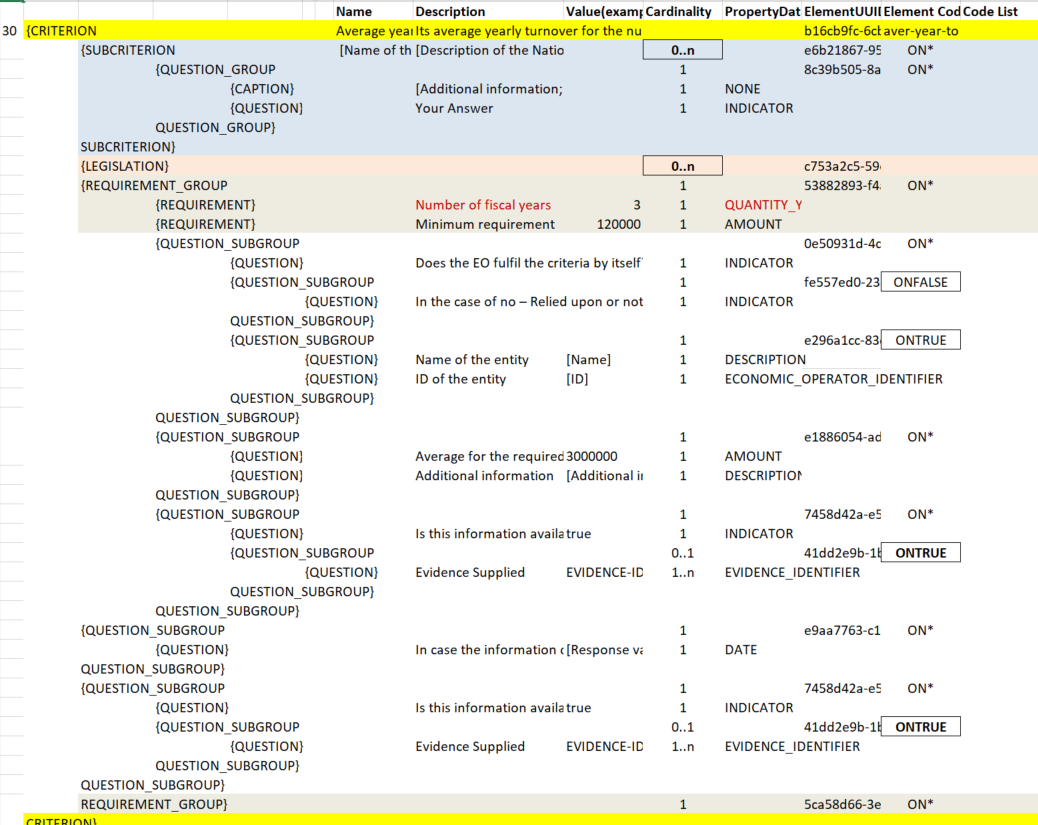 Name Description Value(examp Cardinality PropertyDat ElementUUII Element Cod Code List
30 {CRITERION Average yea Its average yearly turnover for the nu b16cb9fc-6cb aver-year-to
{SUBCRITERION [Name of th [Description of the Natio 0..n e6b21867-95 ON*
{QUESTION_GROUP 1 8c39b505-8a ON*
{CAPTION} [Additional information; 1 NONE
{QUESTION} Your Answer 1 INDICATOR
QUESTION_GROUP}
SUBCRITERION}
{LEGISLATION} 0..n c753a2c5-59
{REQUIREMENT_GROUP 1 53882893-f4 ON*
{REQUIREMENT} Number of fiscal years 3 1 QUANTITY_Y
{REQUIREMENT} Minimum requirement 120000 1 AMOUNT
{QUESTION_SUBGROUP 0e50931d-4c ON*
{QUESTION} Does the EO fulfil the criteria by itself 1 INDICATOR
{QUESTION_SUBGROUP 1 fe557ed0-23 ONFALSE
{QUESTION} In the case of no – Relied upon or not 1 INDICATOR
QUESTION_SUBGROUP}
{QUESTION_SUBGROUP 1 e296a1cc-83 ONTRUE
{QUESTION} Name of the entity [Name] 1 DESCRIPTION
{QUESTION} ID of the entity [ID] 1 ECONOMIC_OPERATOR_IDENTIFIER
QUESTION_SUBGROUP}
QUESTION_SUBGROUP}
{QUESTION_SUBGROUP 1 e1886054-ad ON*
{QUESTION} Average for the required 3000000 1 AMOUNT
{QUESTION} Additional information [Additional in 1 DESCRIPTION
QUESTION_SUBGROUP}
{QUESTION_SUBGROUP 1 7458d42a-e5 ON*
{QUESTION} Is this information availa true 1 INDICATOR
{QUESTION_SUBGROUP 0..1 41dd2e9b-1b ONTRUE
{QUESTION} Evidence Supplied EVIDENCE-ID 1..n EVIDENCE_IDENTIFIER
QUESTION_SUBGROUP}
QUESTION_SUBGROUP}
{QUESTION_SUBGROUP 1 e9aa7763-c1 ON*
{QUESTION} In case the information c [Response va 1 DATE
QUESTION_SUBGROUP}
{QUESTION_SUBGROUP 1 7458d42a-e5 ON*
{QUESTION} Is this information availa true 1 INDICATOR
{QUESTION_SUBGROUP 0..1 41dd2e9b-1b ONTRUE
{QUESTION} Evidence Supplied EVIDENCE-ID 1..n EVIDENCE_IDENTIFIER
QUESTION_SUBGROUP}
QUESTION_SUBGROUP}
REQUIREMENT_GROUP} 1 5ca58d66-3e ON*
CRITERION}